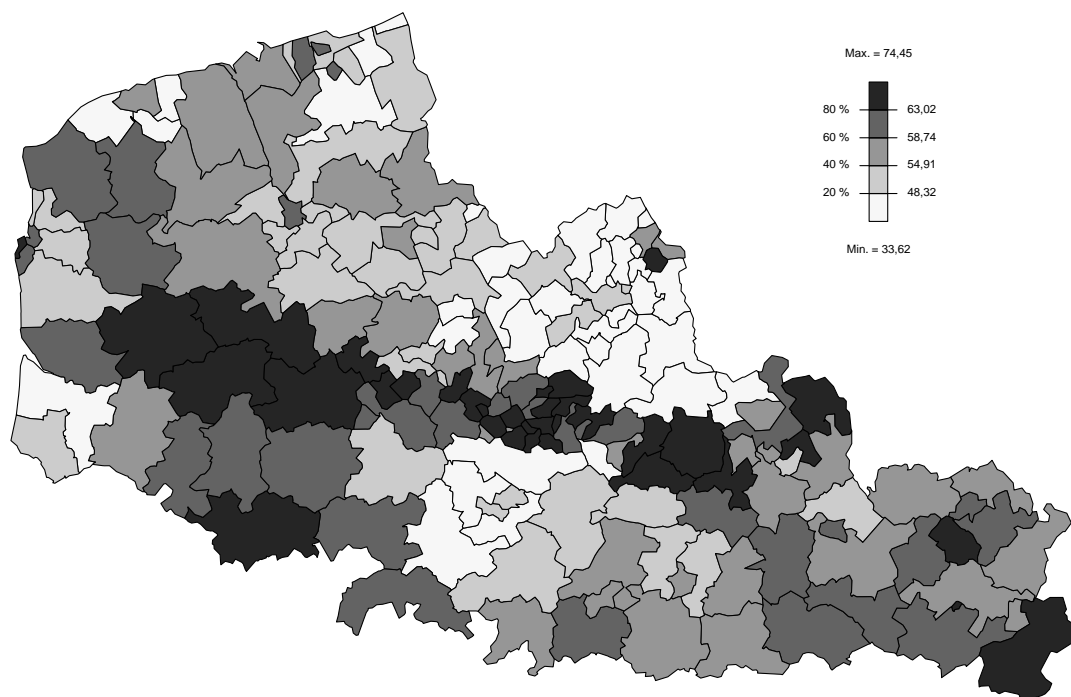 Max. = 74,45
80 % 63,02
60 % 58,74
40 % 54,91
20 % 48,32
Min. = 33,62